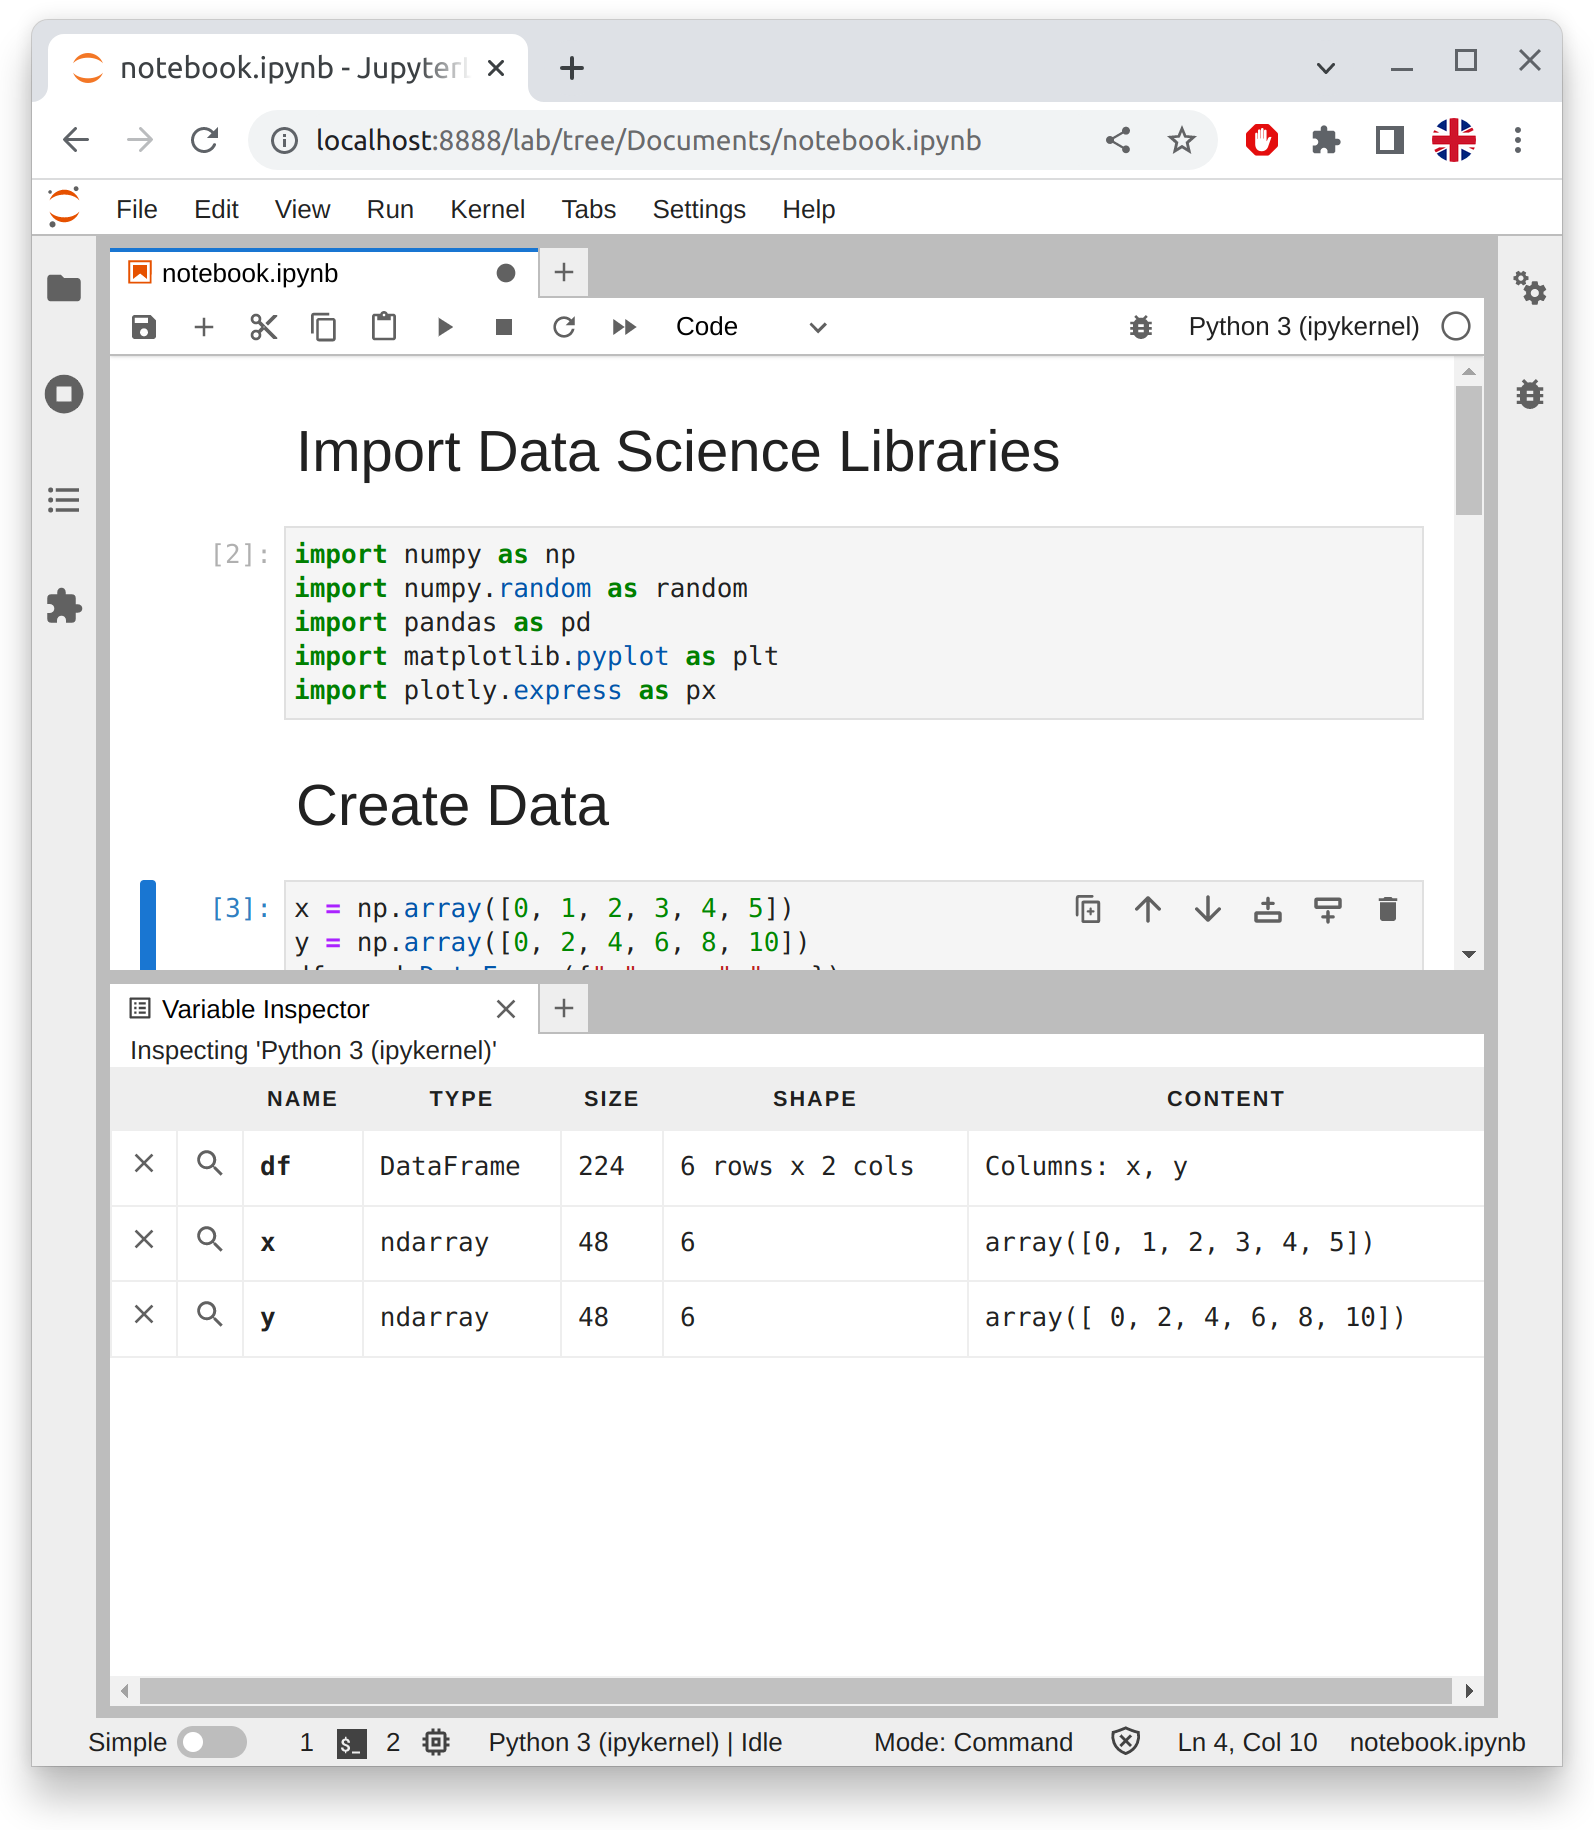 notebook.ipynb - Jupyter
localhost:8888/lab/tree/Documents/notebook.ipynb
File Edit View Run Kernel Tabs Settings Help
notebook.ipynb
Code Python 3 (ipykernel)
Import Data Science Libraries
[2]: import numpy as np
import numpy.random as random
import pandas as pd
import matplotlib.pyplot as plt
import plotly.express as px
Create Data
[3]: x = np.array([0, 1, 2, 3, 4, 5])
y = np.array([0, 2, 4, 6, 8, 10])
Variable Inspector
Inspecting 'Python 3 (ipykernel)'
NAME TYPE SIZE SHAPE CONTENT
df DataFrame 224 6 rows x 2 cols Columns: x, y
x ndarray 48 6 array([0, 1, 2, 3, 4, 5])
y ndarray 48 6 array([ 0, 2, 4, 6, 8, 10])
Simple 1 $_ 2 Python 3 (ipykernel) | Idle Mode: Command Ln 4, Col 10 notebook.ipynb